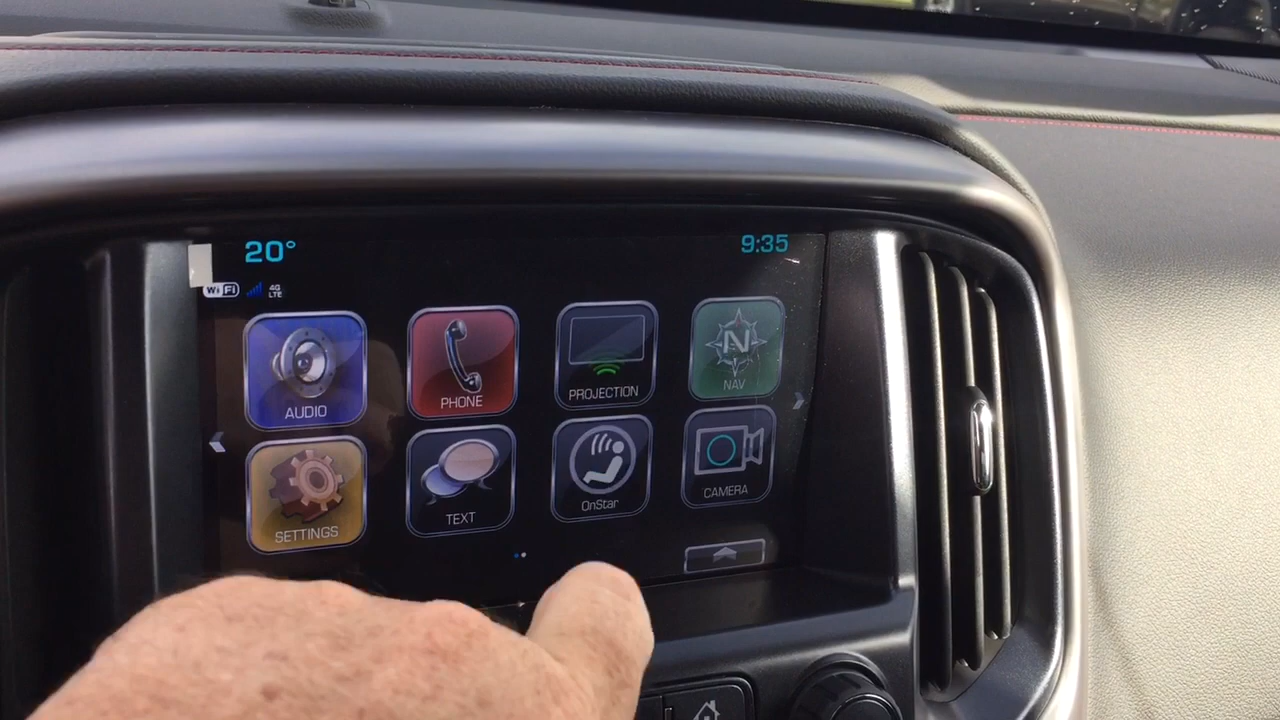 20° 9:35
WiFi 4G
LTE
AUDIO PHONE PROJECTION N NAV
SETTINGS TEXT OnStar CAMERA